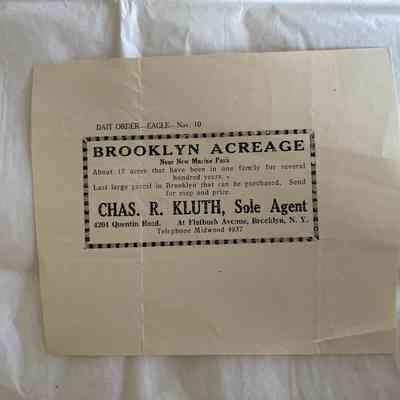 DAIT ORDER—EAGLE—Nov. 10
BROOKLYN ACREAGE
Near New Marine Park
About 17 acres that have been in one family for several
hundred years.
Last large parcel in Brooklyn that can be purchased. Send
for map and price.
CHAS. R. KLUTH, Sole Agent
4204 Quentin Road. At Flatbush Avenue, Brooklyn, N. Y.
Telephone Midwood 4937